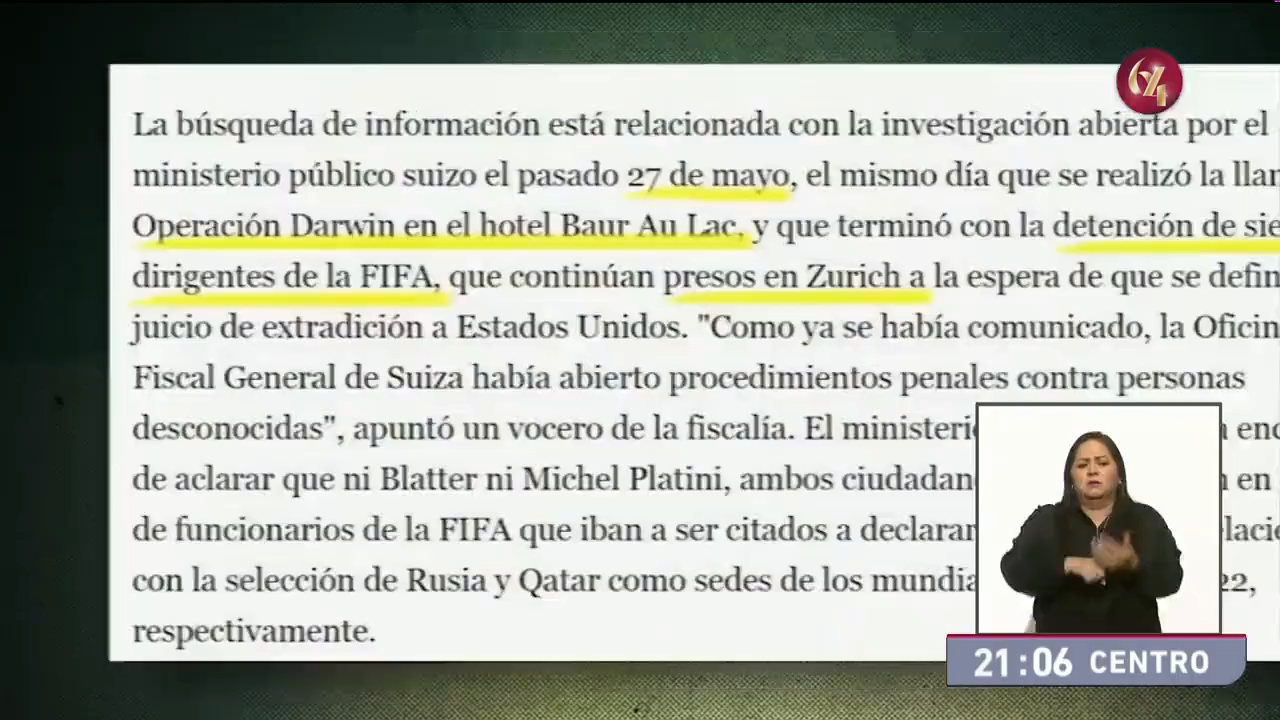 64
La búsqueda de información está relacionada con la investigación abierta por el
ministerio público suizo el pasado 27 de mayo, el mismo día que se realizó la
Operación Darwin en el hotel Baur Au Lac, y que terminó con la detención de
dirigentes de la FIFA, que continúan presos en Zurich a la espera de que se
juicio de extradición a Estados Unidos. "Como ya se había comunicado, la
Fiscal General de Suiza había abierto procedimientos penales contra personas
desconocidas", apuntó un vocero de la fiscalía. El
de aclarar que ni Blatter ni Michel Platini, ambos en
de funcionarios de la FIFA que iban a ser citados a
con la selección de Rusia y Qatar como sedes de los 22,
respectivamente.
21:06 CENTRO